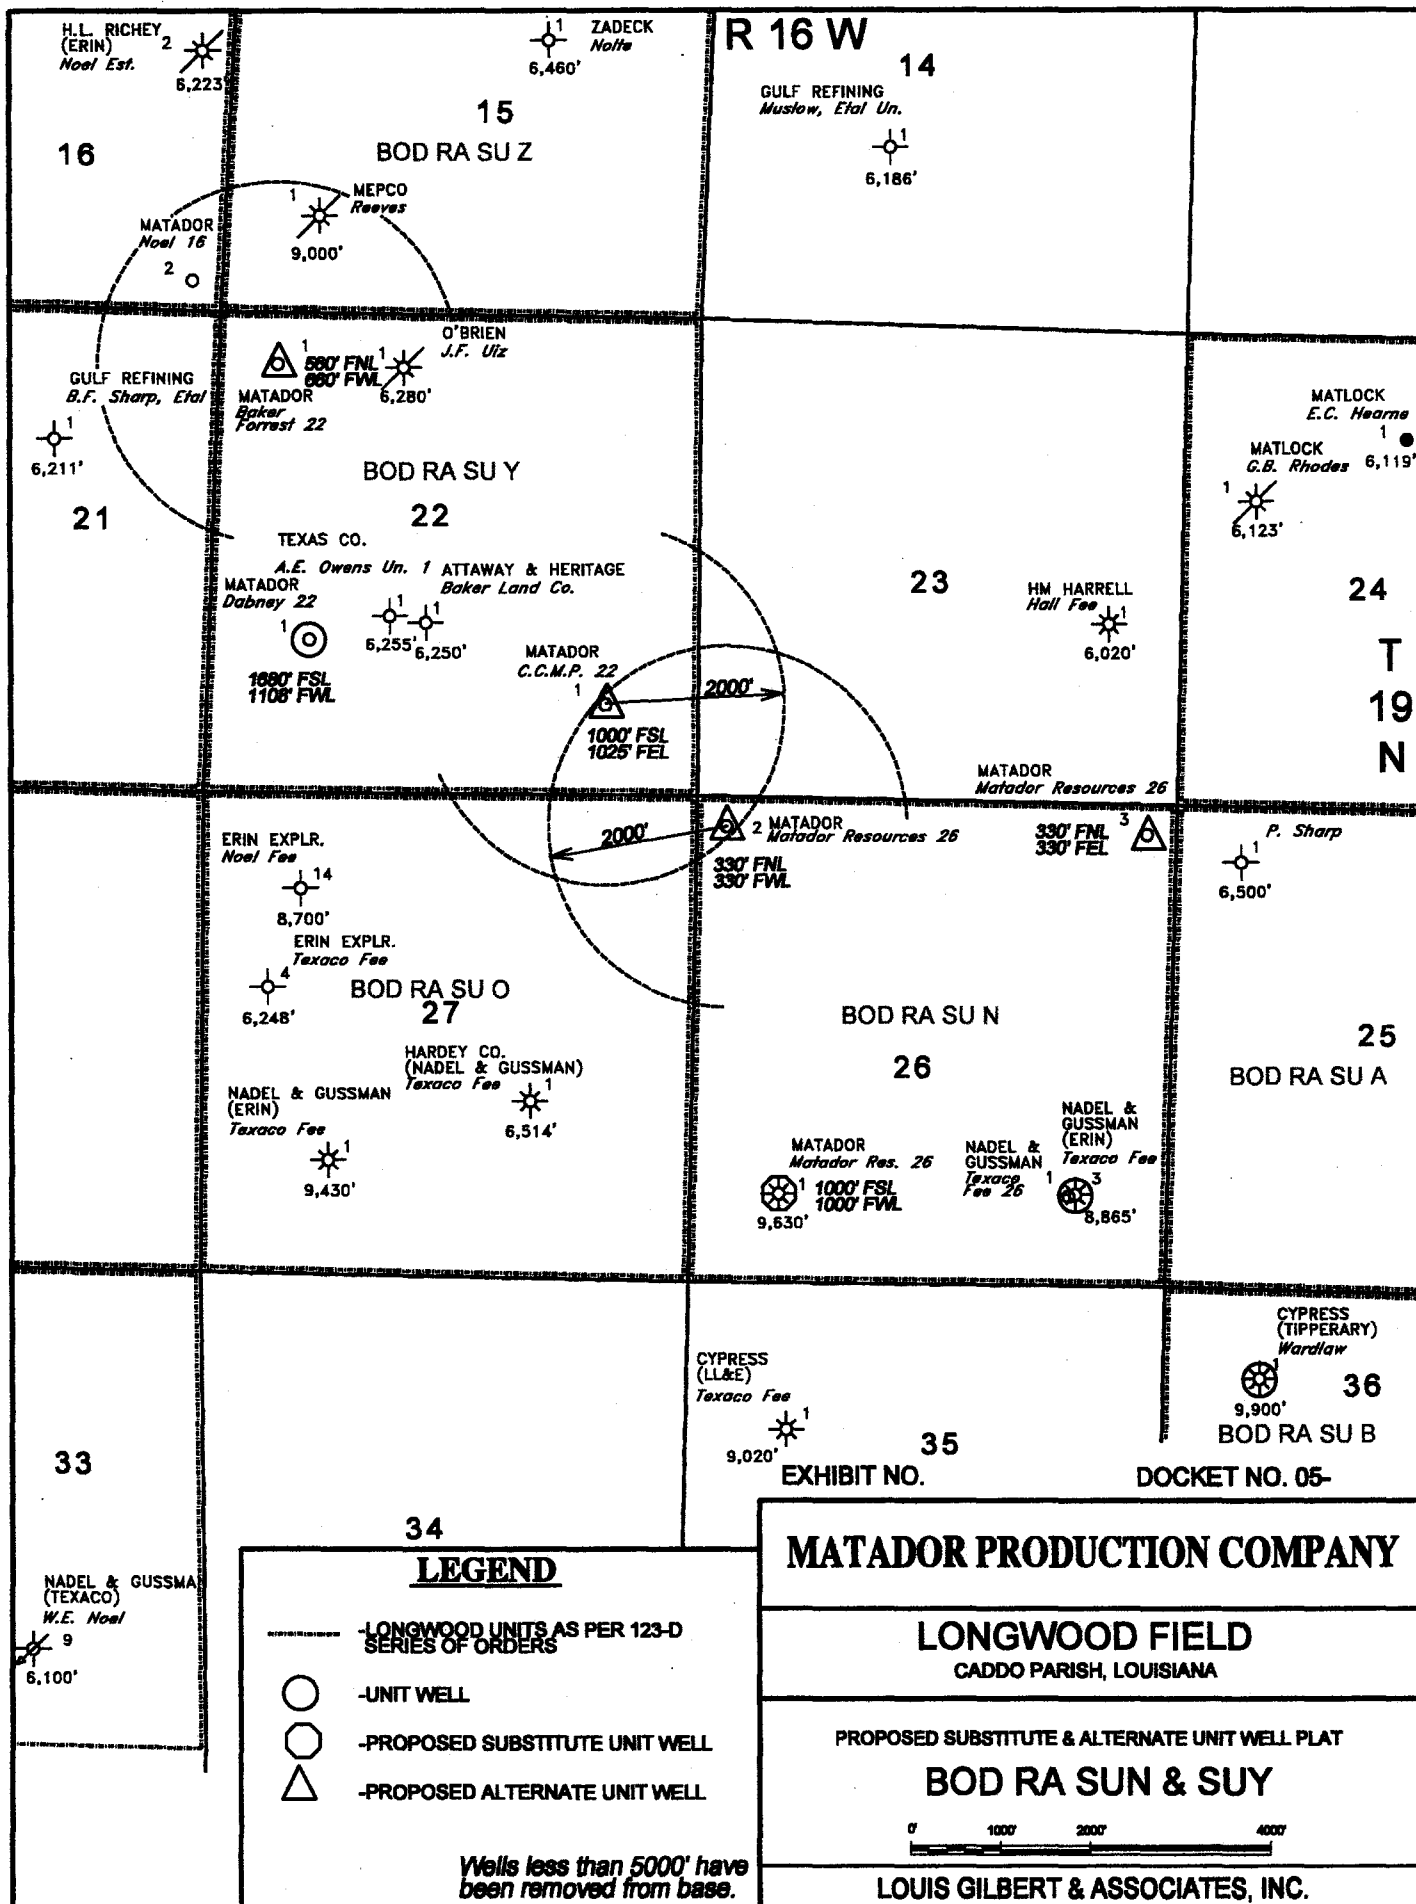 R 16 W
H.L. RICHEY
(ERIN)
Noel Est.
2
6,223'
1
ZADECK
Nolte
6,460'
14
GULF REFINING
Muslow, Etal Un.
1
6,186'
15
BOD RA SU Z
16
MEPCO
Reeves
1
9,000'
MATADOR
Noel 16
2
O'BRIEN
J.F. Uiz
1
6,280'
1
560' FNL
660' FWL
MATADOR
Baker
Forrest 22
GULF REFINING
B.F. Sharp, Etal
1
6,211'
21
BOD RA SU Y
22
MATLOCK
E.C. Hearne
1
6,119'
MATLOCK
G.B. Rhodes
1
6,123'
TEXAS CO.
A.E. Owens Un. 1
1
6,255'
ATTAWAY & HERITAGE
Baker Land Co.
1
6,250'
MATADOR
Dabney 22
1
1680' FSL
1108' FWL
23
HM HARRELL
Hall Fee
1
6,020'
24
T
19
N
MATADOR
C.C.M.P. 22
1
2000'
1000' FSL
1025' FEL
MATADOR
Matador Resources 26
3
330' FNL
330' FEL
2000'
2 MATADOR
Matador Resources 26
330' FNL
330' FWL
P. Sharp
1
6,500'
ERIN EXPLR.
Noel Fee
14
8,700'
ERIN EXPLR.
Texaco Fee
4
6,248'
BOD RA SU O
27
BOD RA SU N
26
25
BOD RA SU A
HARDEY CO.
(NADEL & GUSSMAN)
Texaco Fee
1
6,514'
NADEL & GUSSMAN
(ERIN)
Texaco Fee
1
9,430'
MATADOR
Matador Res. 26
1
1000' FSL
1000' FWL
9,630'
NADEL &
GUSSMAN
Texaco
Fee 26
1
NADEL &
GUSSMAN
(ERIN)
Texaco Fee
3
8,865'
CYPRESS
(TIPPERARY)
Wardlaw
1
9,900'
36
BOD RA SU B
CYPRESS
(LL&E)
Texaco Fee
1
9,020'
35
33
34
NADEL & GUSSMA
(TEXACO)
W.E. Noel
9
6,100'
EXHIBIT NO.
DOCKET NO. 05-
LEGEND
-LONGWOOD UNITS AS PER 123-D
SERIES OF ORDERS
-UNIT WELL
-PROPOSED SUBSTITUTE UNIT WELL
-PROPOSED ALTERNATE UNIT WELL
Wells less than 5000' have
been removed from base.
MATADOR PRODUCTION COMPANY
LONGWOOD FIELD
CADDO PARISH, LOUISIANA
PROPOSED SUBSTITUTE & ALTERNATE UNIT WELL PLAT
BOD RA SUN & SUY
0' 1000' 2000' 4000'
LOUIS GILBERT & ASSOCIATES, INC.